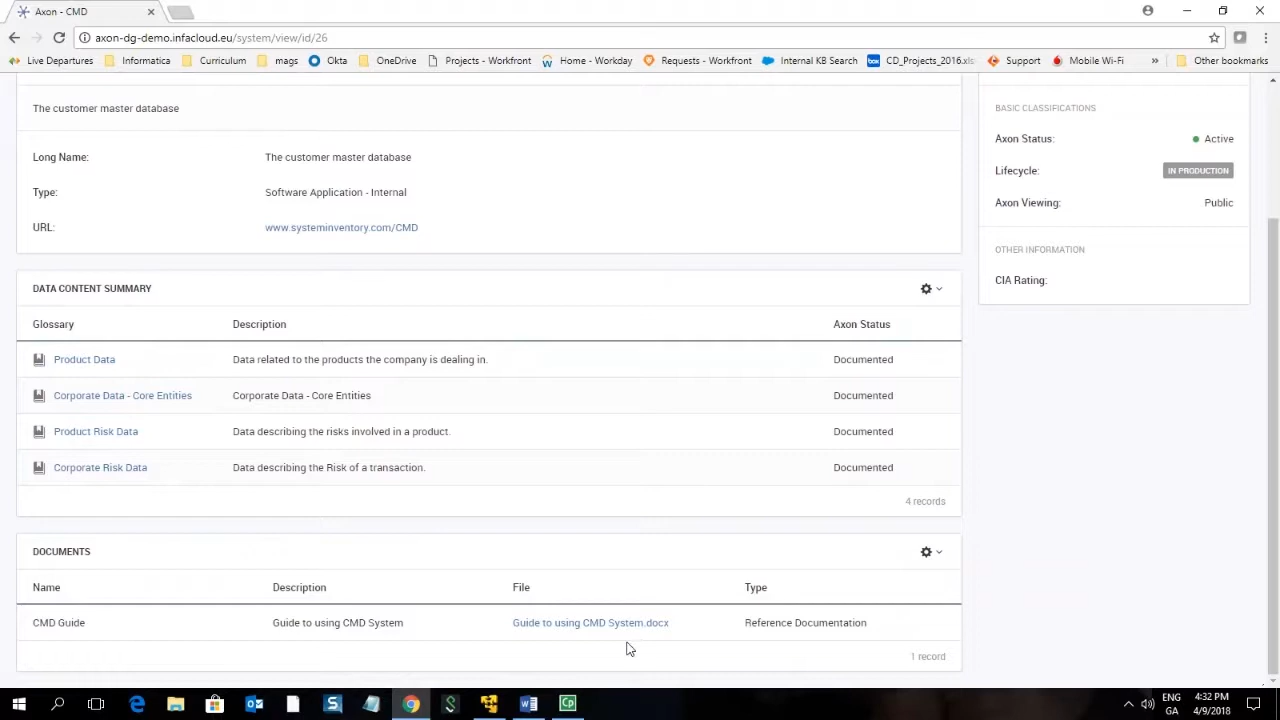 Axon - CMD
axon-dg-demo.infacloud.eu/system/view/id/26
Live Departures Informatica Curriculum mags Okta OneDrive Projects - Workfront Home - Workday Requests - Workfront Internal KB Search CD_Projects_2016.xls Support Mobile Wi-Fi » Other bookmarks
The customer master database
Long Name: The customer master database
Type: Software Application - Internal
URL: www.systeminventory.com/CMD
BASIC CLASSIFICATIONS
Axon Status: Active
Lifecycle: IN PRODUCTION
Axon Viewing: Public
OTHER INFORMATION
CIA Rating:
DATA CONTENT SUMMARY
Glossary Description Axon Status
Product Data Data related to the products the company is dealing in. Documented
Corporate Data - Core Entities Corporate Data - Core Entities Documented
Product Risk Data Data describing the risks involved in a product. Documented
Corporate Risk Data Data describing the Risk of a transaction. Documented
4 records
DOCUMENTS
Name Description File Type
CMD Guide Guide to using CMD System Guide to using CMD System.docx Reference Documentation
1 record
ENG 4:32 PM
GA 4/9/2018